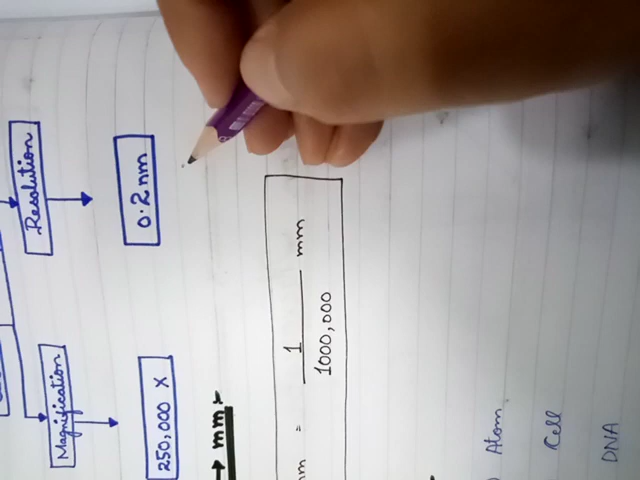 Magnification
Resolution
250,000 X
0.2 nm
→ mm :-
= 1 mm
1000,000
Atom
Cell
DNA